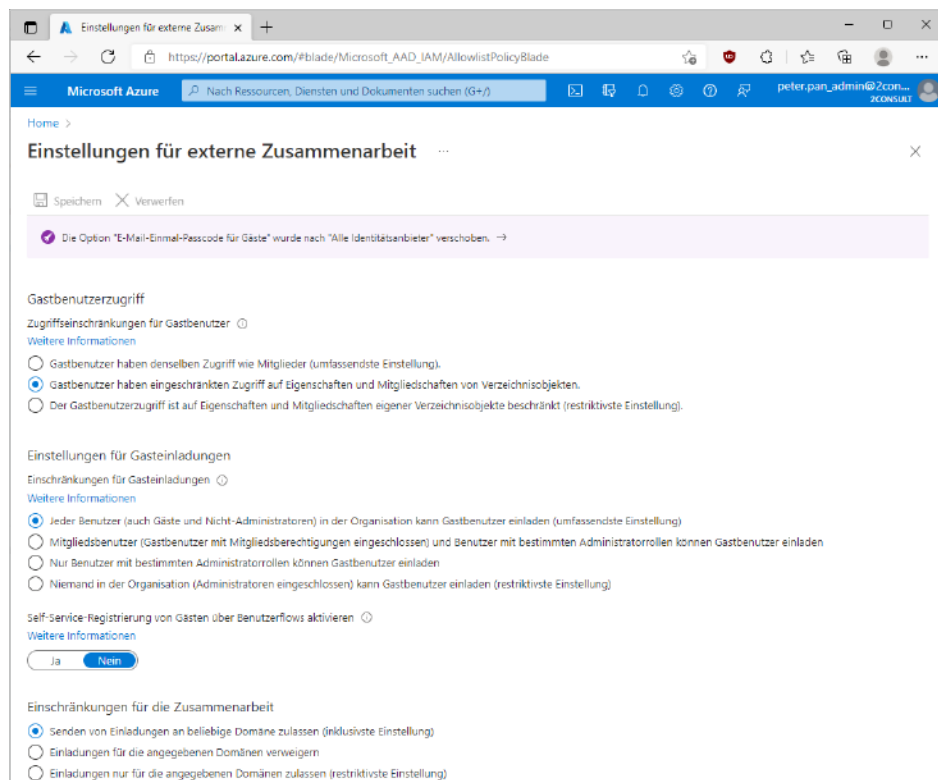 Einstellungen für externe Zusam
https://portal.azure.com/#blade/Microsoft_AAD_IAM/AllowlistPolicyBlade
Microsoft Azure
Nach Ressourcen, Diensten und Dokumenten suchen (G+/)
peter.pan_admin@2con...
2CONSULT
Home >
Einstellungen für externe Zusammenarbeit ...
Speichern Verwerfen
Die Option "E-Mail-Einmal-Passcode für Gäste" wurde nach "Alle Identitätsanbieter" verschoben. →
Gastbenutzerzugriff
Zugriffseinschränkungen für Gastbenutzer
Weitere Informationen
Gastbenutzer haben denselben Zugriff wie Mitglieder (umfassendste Einstellung).
Gastbenutzer haben eingeschränkten Zugriff auf Eigenschaften und Mitgliedschaften von Verzeichnisobjekten.
Der Gastbenutzerzugriff ist auf Eigenschaften und Mitgliedschaften eigener Verzeichnisobjekte beschränkt (restriktivste Einstellung).
Einstellungen für Gasteinladungen
Einschränkungen für Gasteinladungen
Weitere Informationen
Jeder Benutzer (auch Gäste und Nicht-Administratoren) in der Organisation kann Gastbenutzer einladen (umfassendste Einstellung)
Mitgliedsbenutzer (Gastbenutzer mit Mitgliedsberechtigungen eingeschlossen) und Benutzer mit bestimmten Administratorrollen können Gastbenutzer einladen
Nur Benutzer mit bestimmten Administratorrollen können Gastbenutzer einladen
Niemand in der Organisation (Administratoren eingeschlossen) kann Gastbenutzer einladen (restriktivste Einstellung)
Self-Service-Registrierung von Gästen über Benutzerflows aktivieren
Weitere Informationen
Ja Nein
Einschränkungen für die Zusammenarbeit
Senden von Einladungen an beliebige Domäne zulassen (inklusivste Einstellung)
Einladungen für die angegebenen Domänen verweigern
Einladungen nur für die angegebenen Domänen zulassen (restriktivste Einstellung)